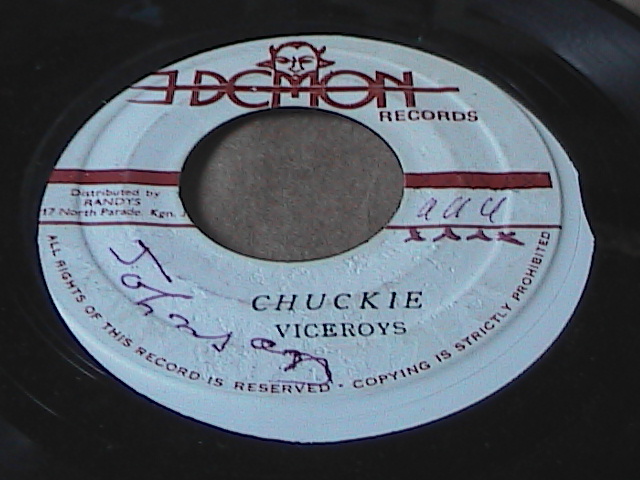 DEMON
RECORDS
Distributed by
RANDYS
17 North Parade, Kgn. J
CHUCKIE
VICEROYS
Johnson
ALL RIGHTS OF THIS RECORD IS RESERVED · COPYING IS STRICTLY PROHIBITED